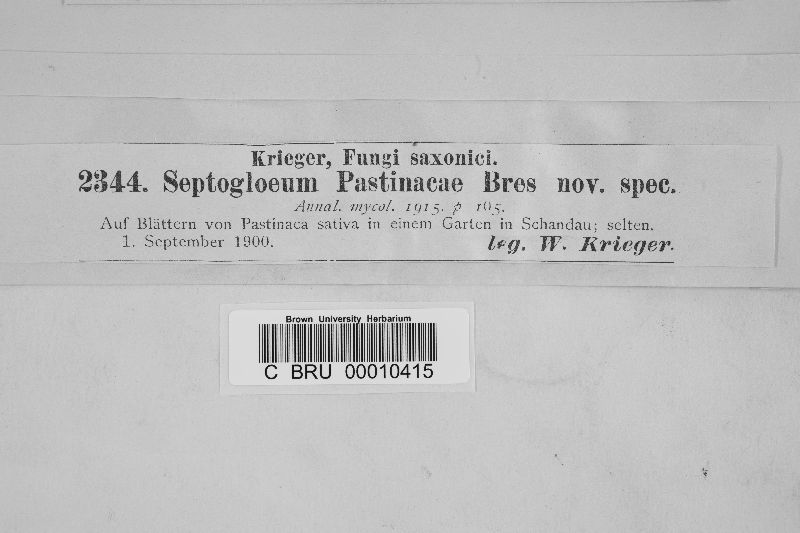 Krieger, Fungi saxonici.
2344. Septogloeum Pastinacae Bres nov. spec.
Annal. mycol. 1915. p 105.
Auf Blättern von Pastinaca sativa in einem Garten in Schandau; selten.
1. September 1900. leg. W. Krieger.
Brown University Herbarium
C BRU 00010415